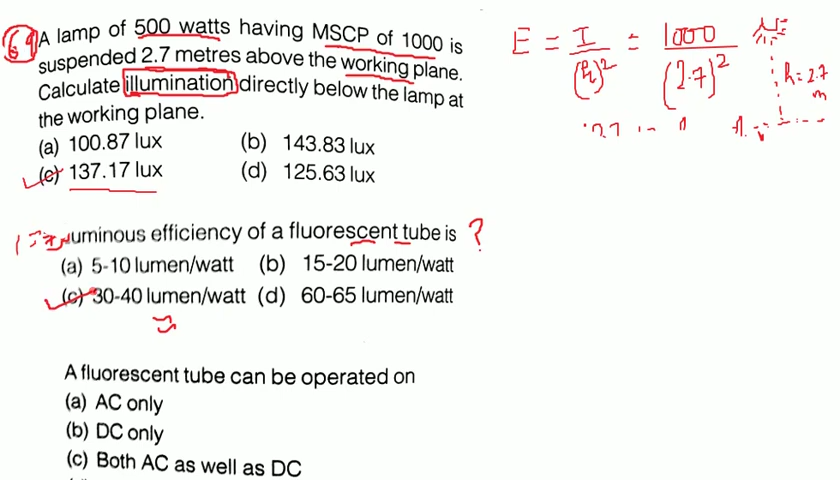 69 A lamp of 500 watts having MSCP of 1000 is
suspended 2.7 metres above the working plane.
Calculate illumination directly below the lamp at
the working plane.
(a) 100.87 lux (b) 143.83 lux
(c) 137.17 lux (d) 125.63 lux
E = I/(h)² = 1000/(2.7)²
h = 2.7
m
uminous efficiency of a fluorescent tube is ?
(a) 5-10 lumen/watt (b) 15-20 lumen/watt
(c) 30-40 lumen/watt (d) 60-65 lumen/watt
A fluorescent tube can be operated on
(a) AC only
(b) DC only
(c) Both AC as well as DC